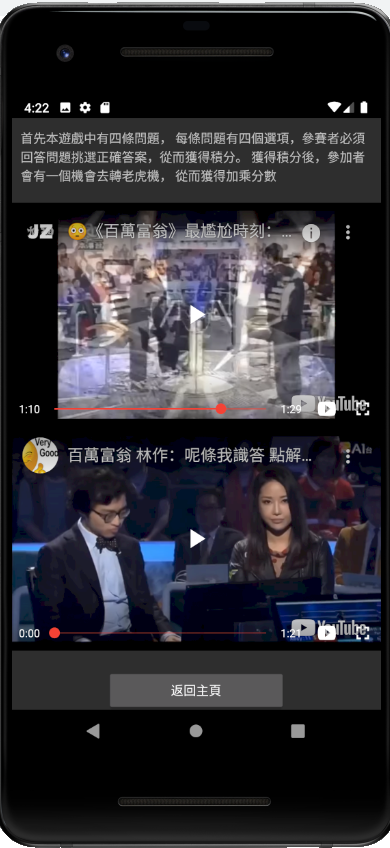 4:22
首先本遊戲中有四條問題， 每條問題有四個選項，參賽者必須
回答問題挑選正確答案，從而獲得積分。 獲得積分後，參加者
會有一個機會去轉老虎機， 從而獲得加乘分數
JZ
《百萬富翁》最尷尬時刻：...
1:10
1:29
YouTube
Very
Good
百萬富翁 林作：呢條我識答 點解...
0:00
1:21
YouTube
返回主頁